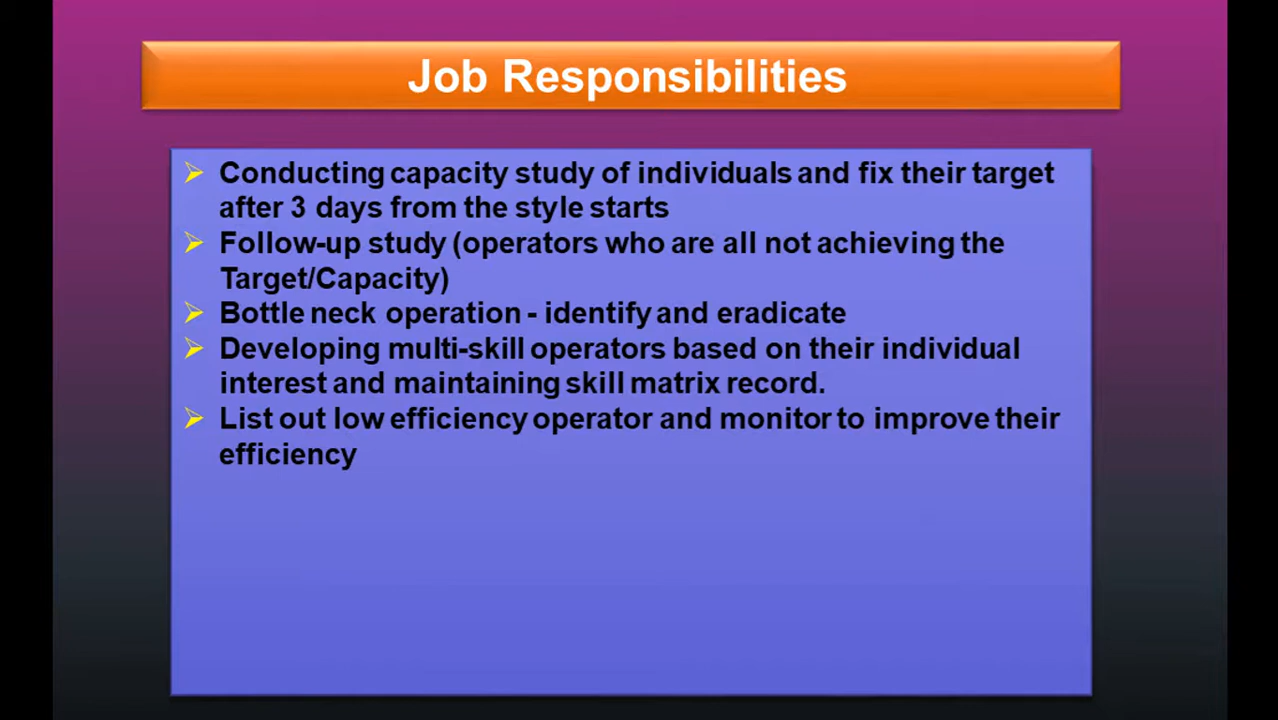 Job Responsibilities
Conducting capacity study of individuals and fix their target
after 3 days from the style starts
Follow-up study (operators who are all not achieving the
Target/Capacity)
Bottle neck operation - identify and eradicate
Developing multi-skill operators based on their individual
interest and maintaining skill matrix record.
List out low efficiency operator and monitor to improve their
efficiency